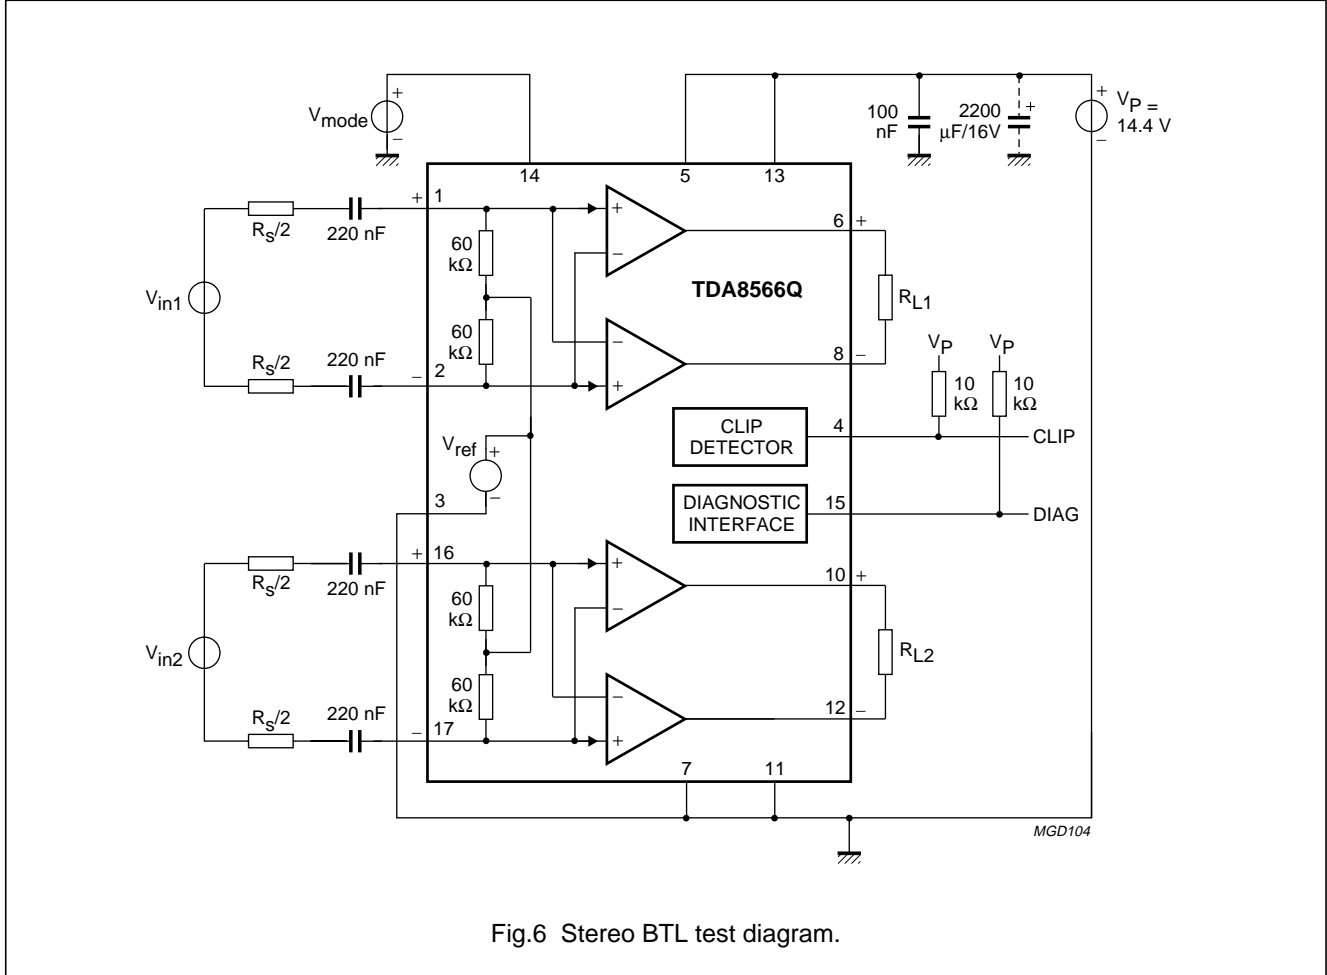 +
V_mode
−
100
nF
2200
μF/16V
+
+
V_P =
14.4 V
−
14
5
13
+ 1
R_S/2
220 nF
60
kΩ
+
−
6 +
TDA8566Q
V_in1
R_L1
60
kΩ
−
+
R_S/2
220 nF
− 2
8 −
V_P
V_P
10
kΩ
10
kΩ
CLIP
DETECTOR
4
CLIP
V_ref
+
−
3
DIAGNOSTIC
INTERFACE
15
DIAG
+ 16
R_S/2
220 nF
60
kΩ
+
−
10 +
V_in2
R_L2
60
kΩ
−
+
R_S/2
220 nF
− 17
12 −
7
11
MGD104
Fig.6 Stereo BTL test diagram.